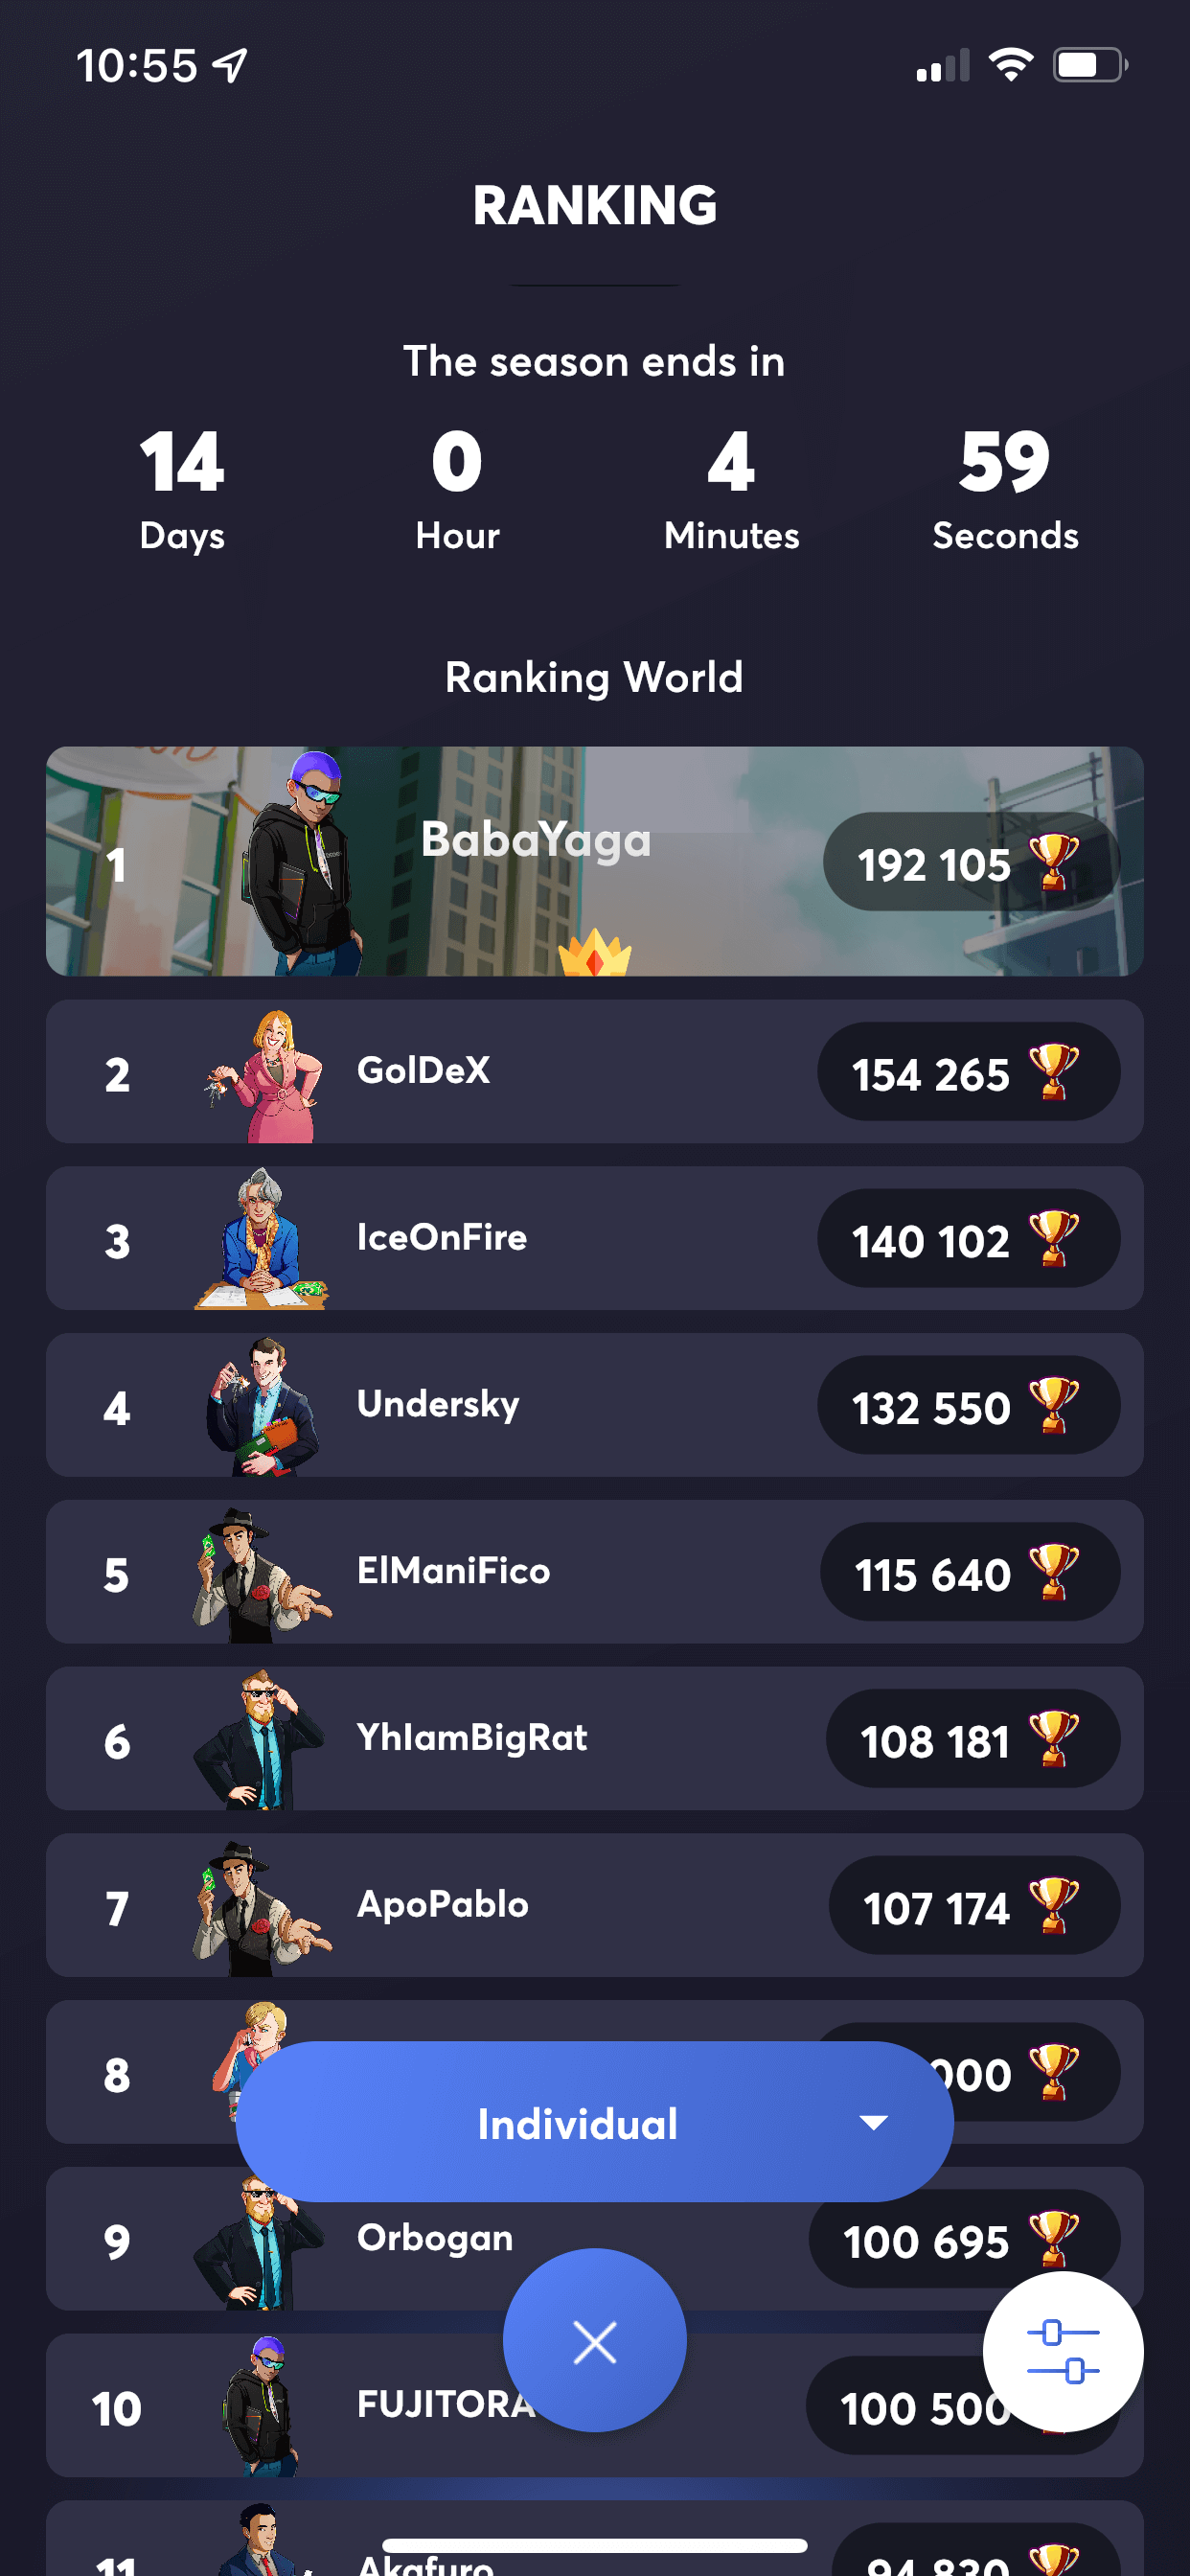 10:55
RANKING
The season ends in
14 0 4 59
Days Hour Minutes Seconds
Ranking World
1 BabaYaga 192 105
2 GolDeX 154 265
3 IceOnFire 140 102
4 Undersky 132 550
5 ElManiFico 115 640
6 YhIamBigRat 108 181
7 ApoPablo 107 174
8 000
Individual
9 Orbogan 100 695
10 FUJITORA 100 500
11 Akafuro 94 830